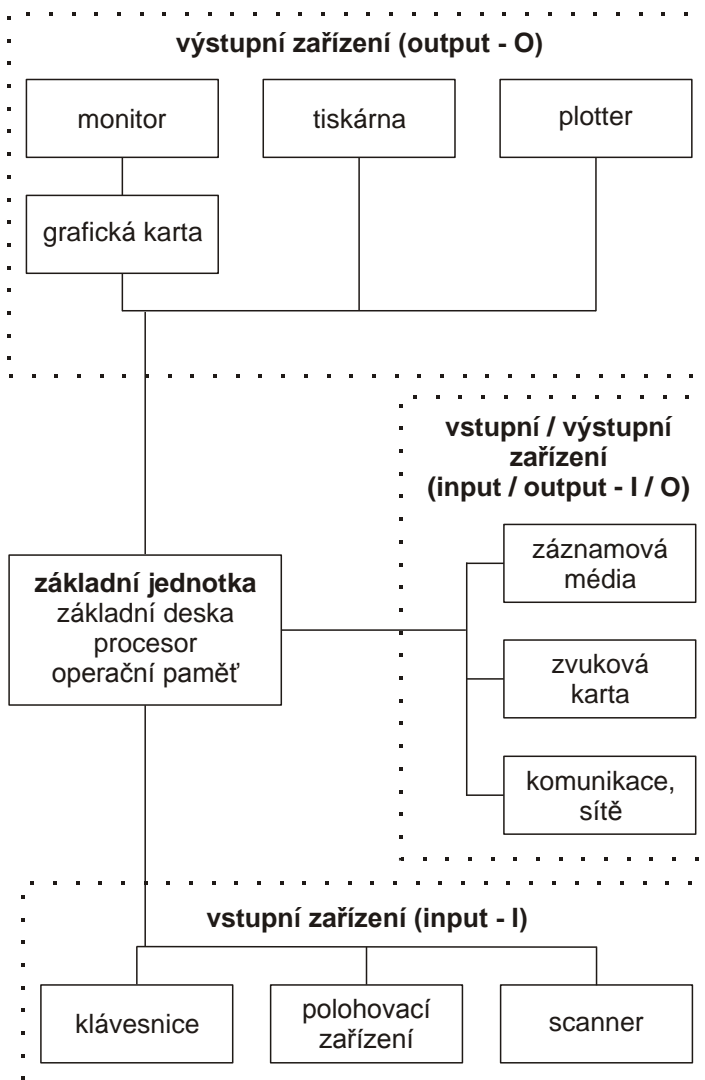 výstupní zařízení (output - O)
monitor
tiskárna
plotter
grafická karta
vstupní / výstupní
zařízení
(input / output - I / O)
základní jednotka
základní deska
procesor
operační paměť
záznamová
média
zvuková
karta
komunikace,
sítě
vstupní zařízení (input - I)
klávesnice
polohovací
zařízení
scanner